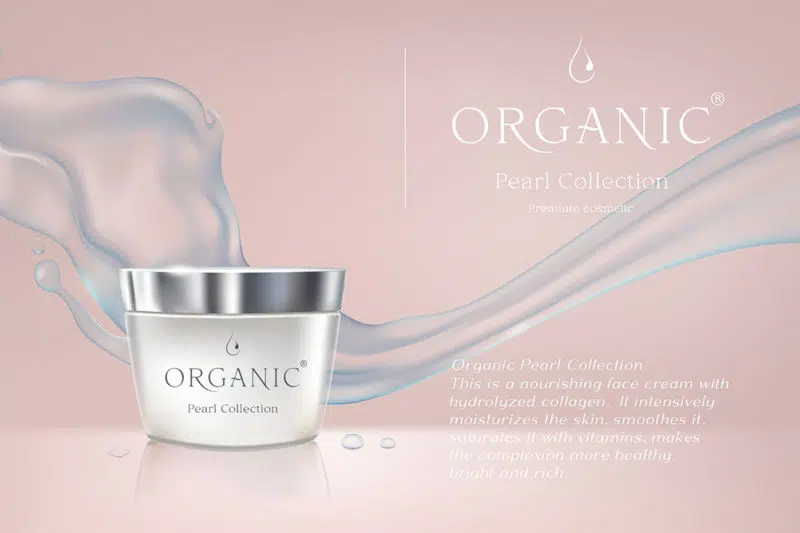 ORGANIC®
Pearl Collection
Premium cosmetic
ORGANIC®
Pearl Collection
Organic Pearl Collection
This is a nourishing face cream with
hydrolyzed collagen. It intensively
moisturizes the skin, smoothes it,
saturates it with vitamins, makes
the complexion more healthy,
bright and rich.